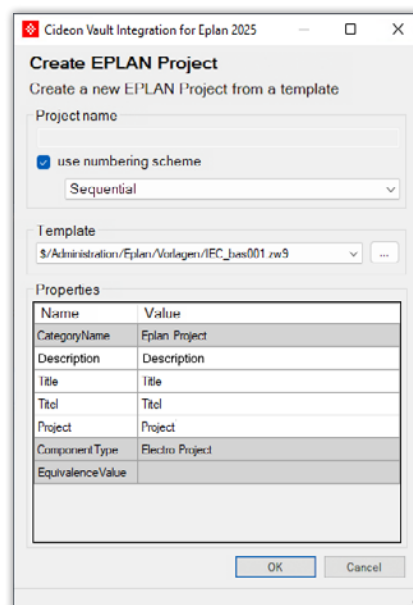 Cideon Vault Integration for Eplan 2025
Create EPLAN Project
Create a new EPLAN Project from a template
Project name
use numbering scheme
Sequential
Template
$/Administration/Eplan/Vorlagen/IEC_bas001.zw9 ...
Properties
Name Value
CategoryName Eplan Project
Description Description
Title Title
Titel Titel
Project Project
ComponentType Electro Project
EquivalenceValue
OK Cancel